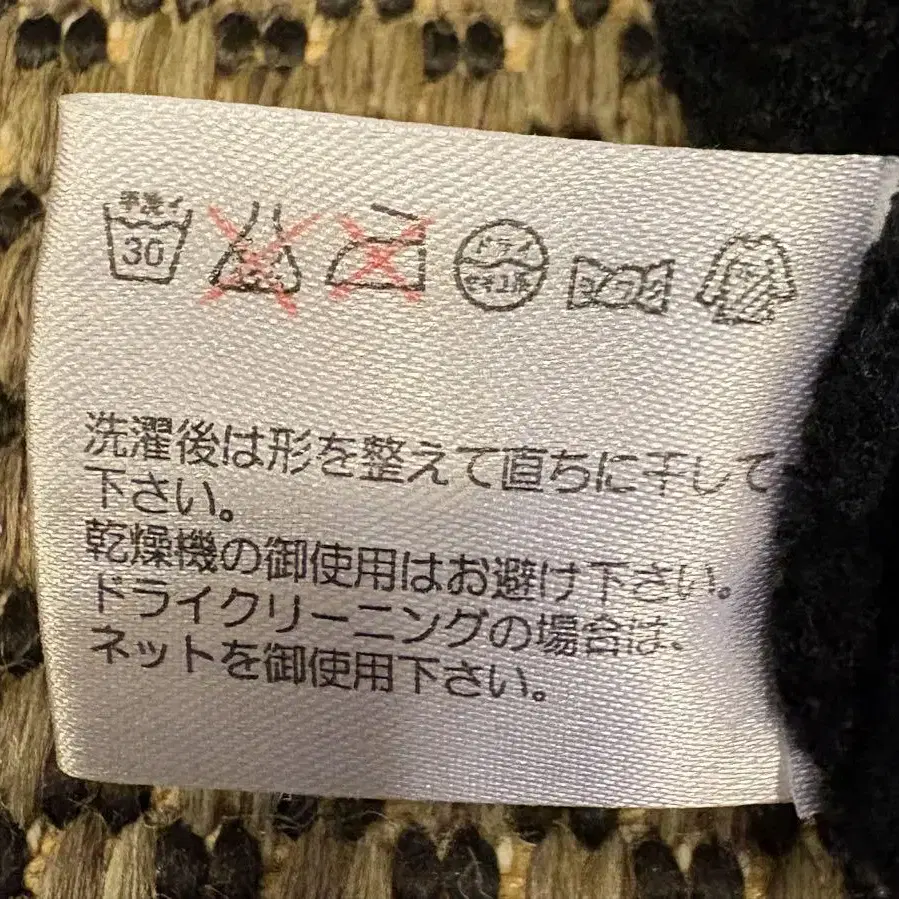 手洗イ
30
ドライ
セキユ系
ヨワク
洗濯後は形を整えて直ちに干して
下さい。
乾燥機の御使用はお避け下さい。
ドライクリーニングの場合は、
ネットを御使用下さい。